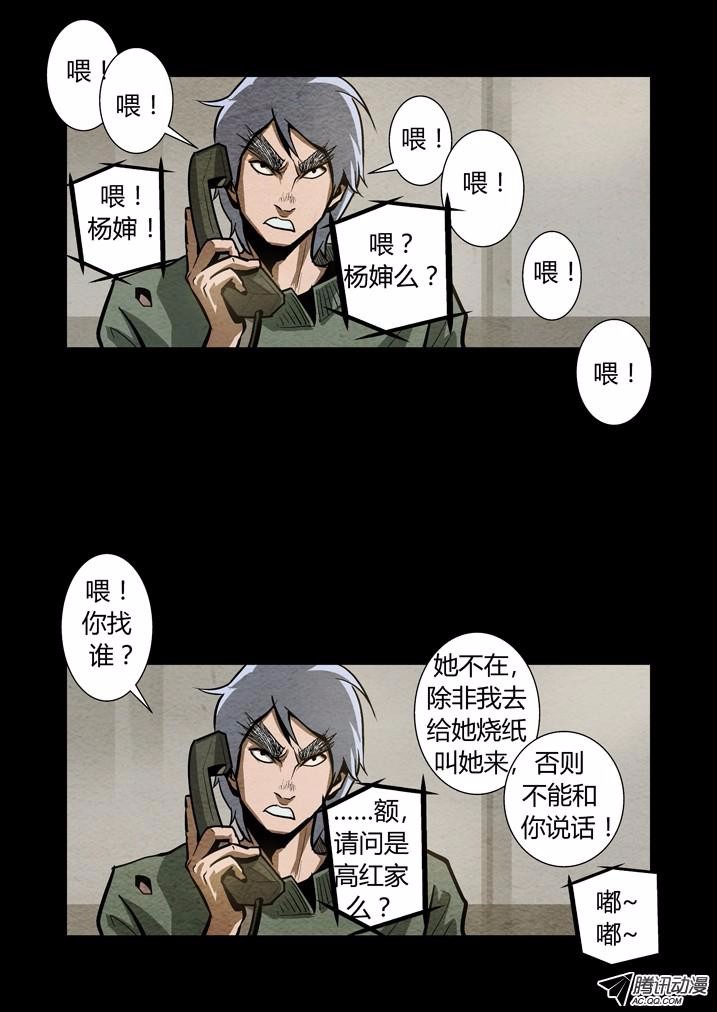 喂！
喂！
喂！
杨婶！
喂！
喂！
喂？
杨婶么？
喂！
喂！
喂！
你找
谁？
她不在，
除非我去
给她烧纸
叫她来，
否则
不能和
你说话！
……额，
请问是
高红家
么？
嘟~
嘟~
腾讯动漫
AC.QQ.COM